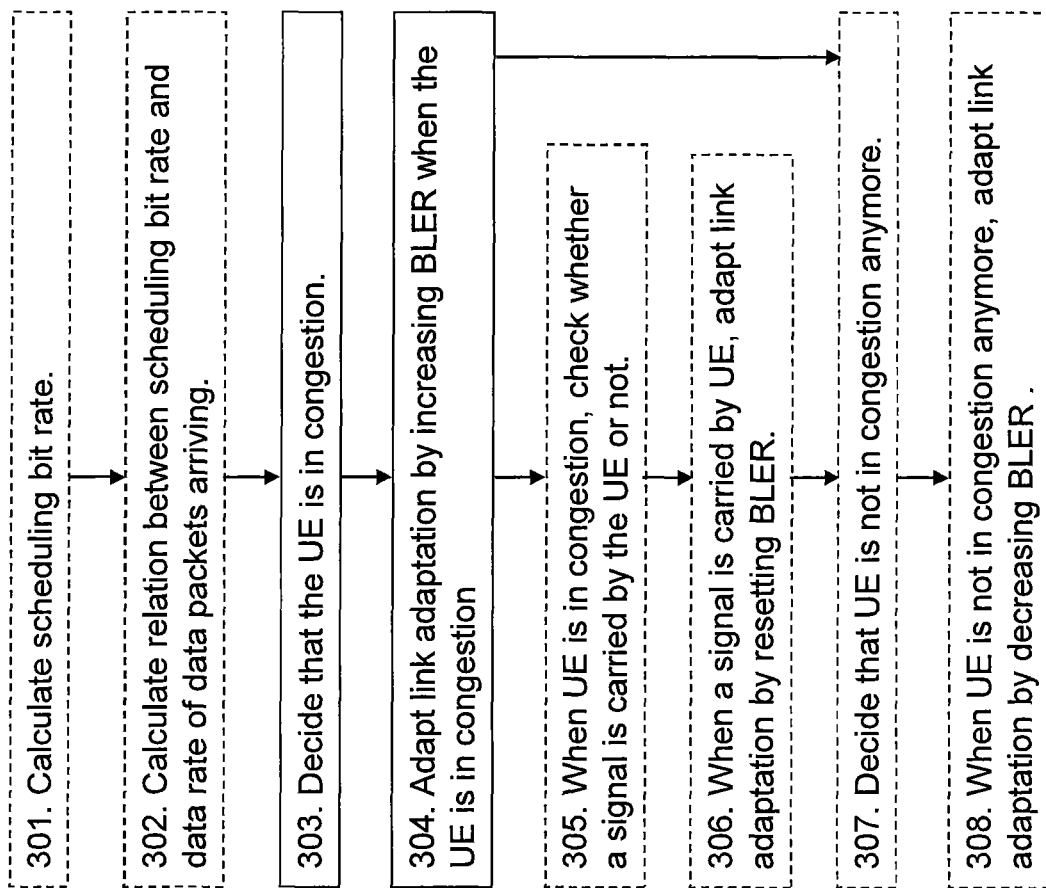 301. Calculate scheduling bit rate.
302. Calculate relation between scheduling bit rate and
data rate of data packets arriving.
303. Decide that the UE is in congestion.
304. Adapt link adaptation by increasing BLER when the
UE is in congestion
305. When UE is in congestion, check whether
a signal is carried by the UE or not.
306. When a signal is carried by UE, adapt link
adaptation by resetting BLER.
307. Decide that UE is not in congestion anymore.
308. When UE is not in congestion anymore, adapt link
adaptation by decreasing BLER .